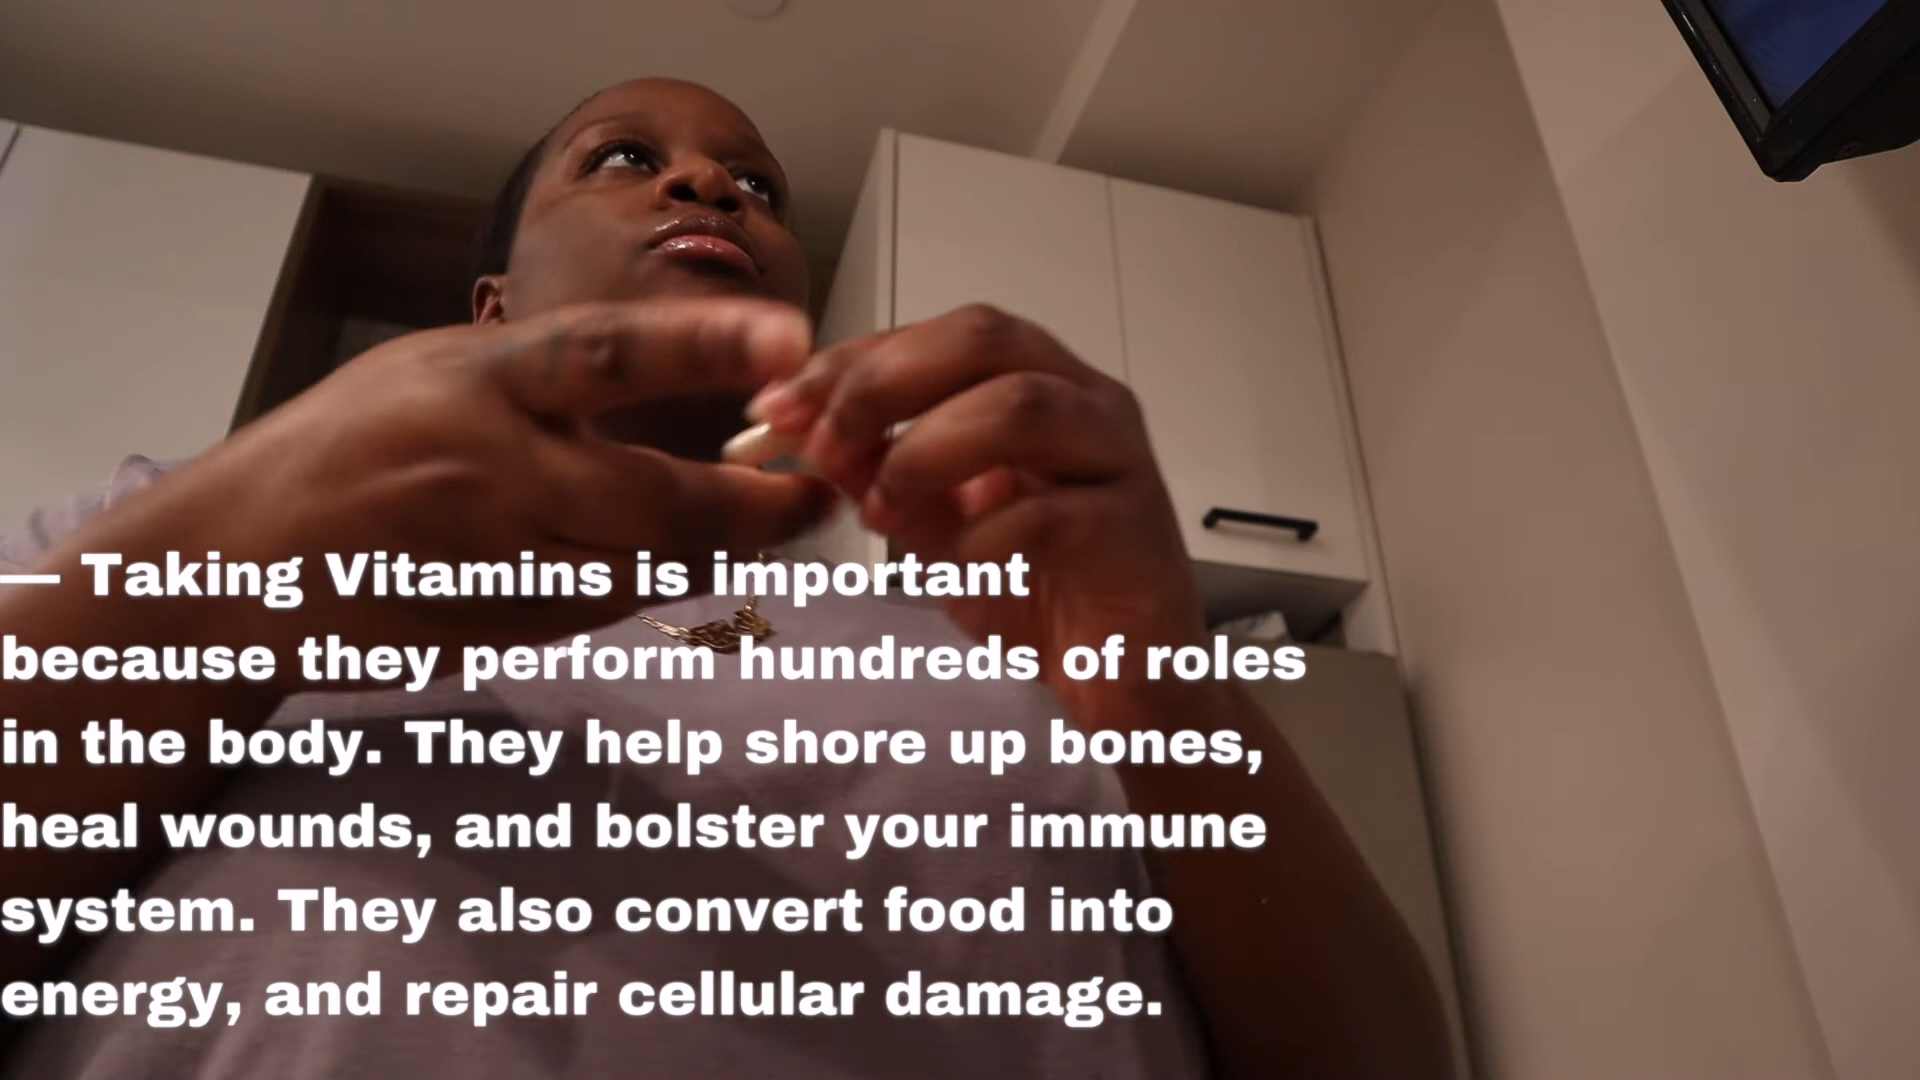 — Taking Vitamins is important
because they perform hundreds of roles
in the body. They help shore up bones,
heal wounds, and bolster your immune
system. They also convert food into
energy, and repair cellular damage.